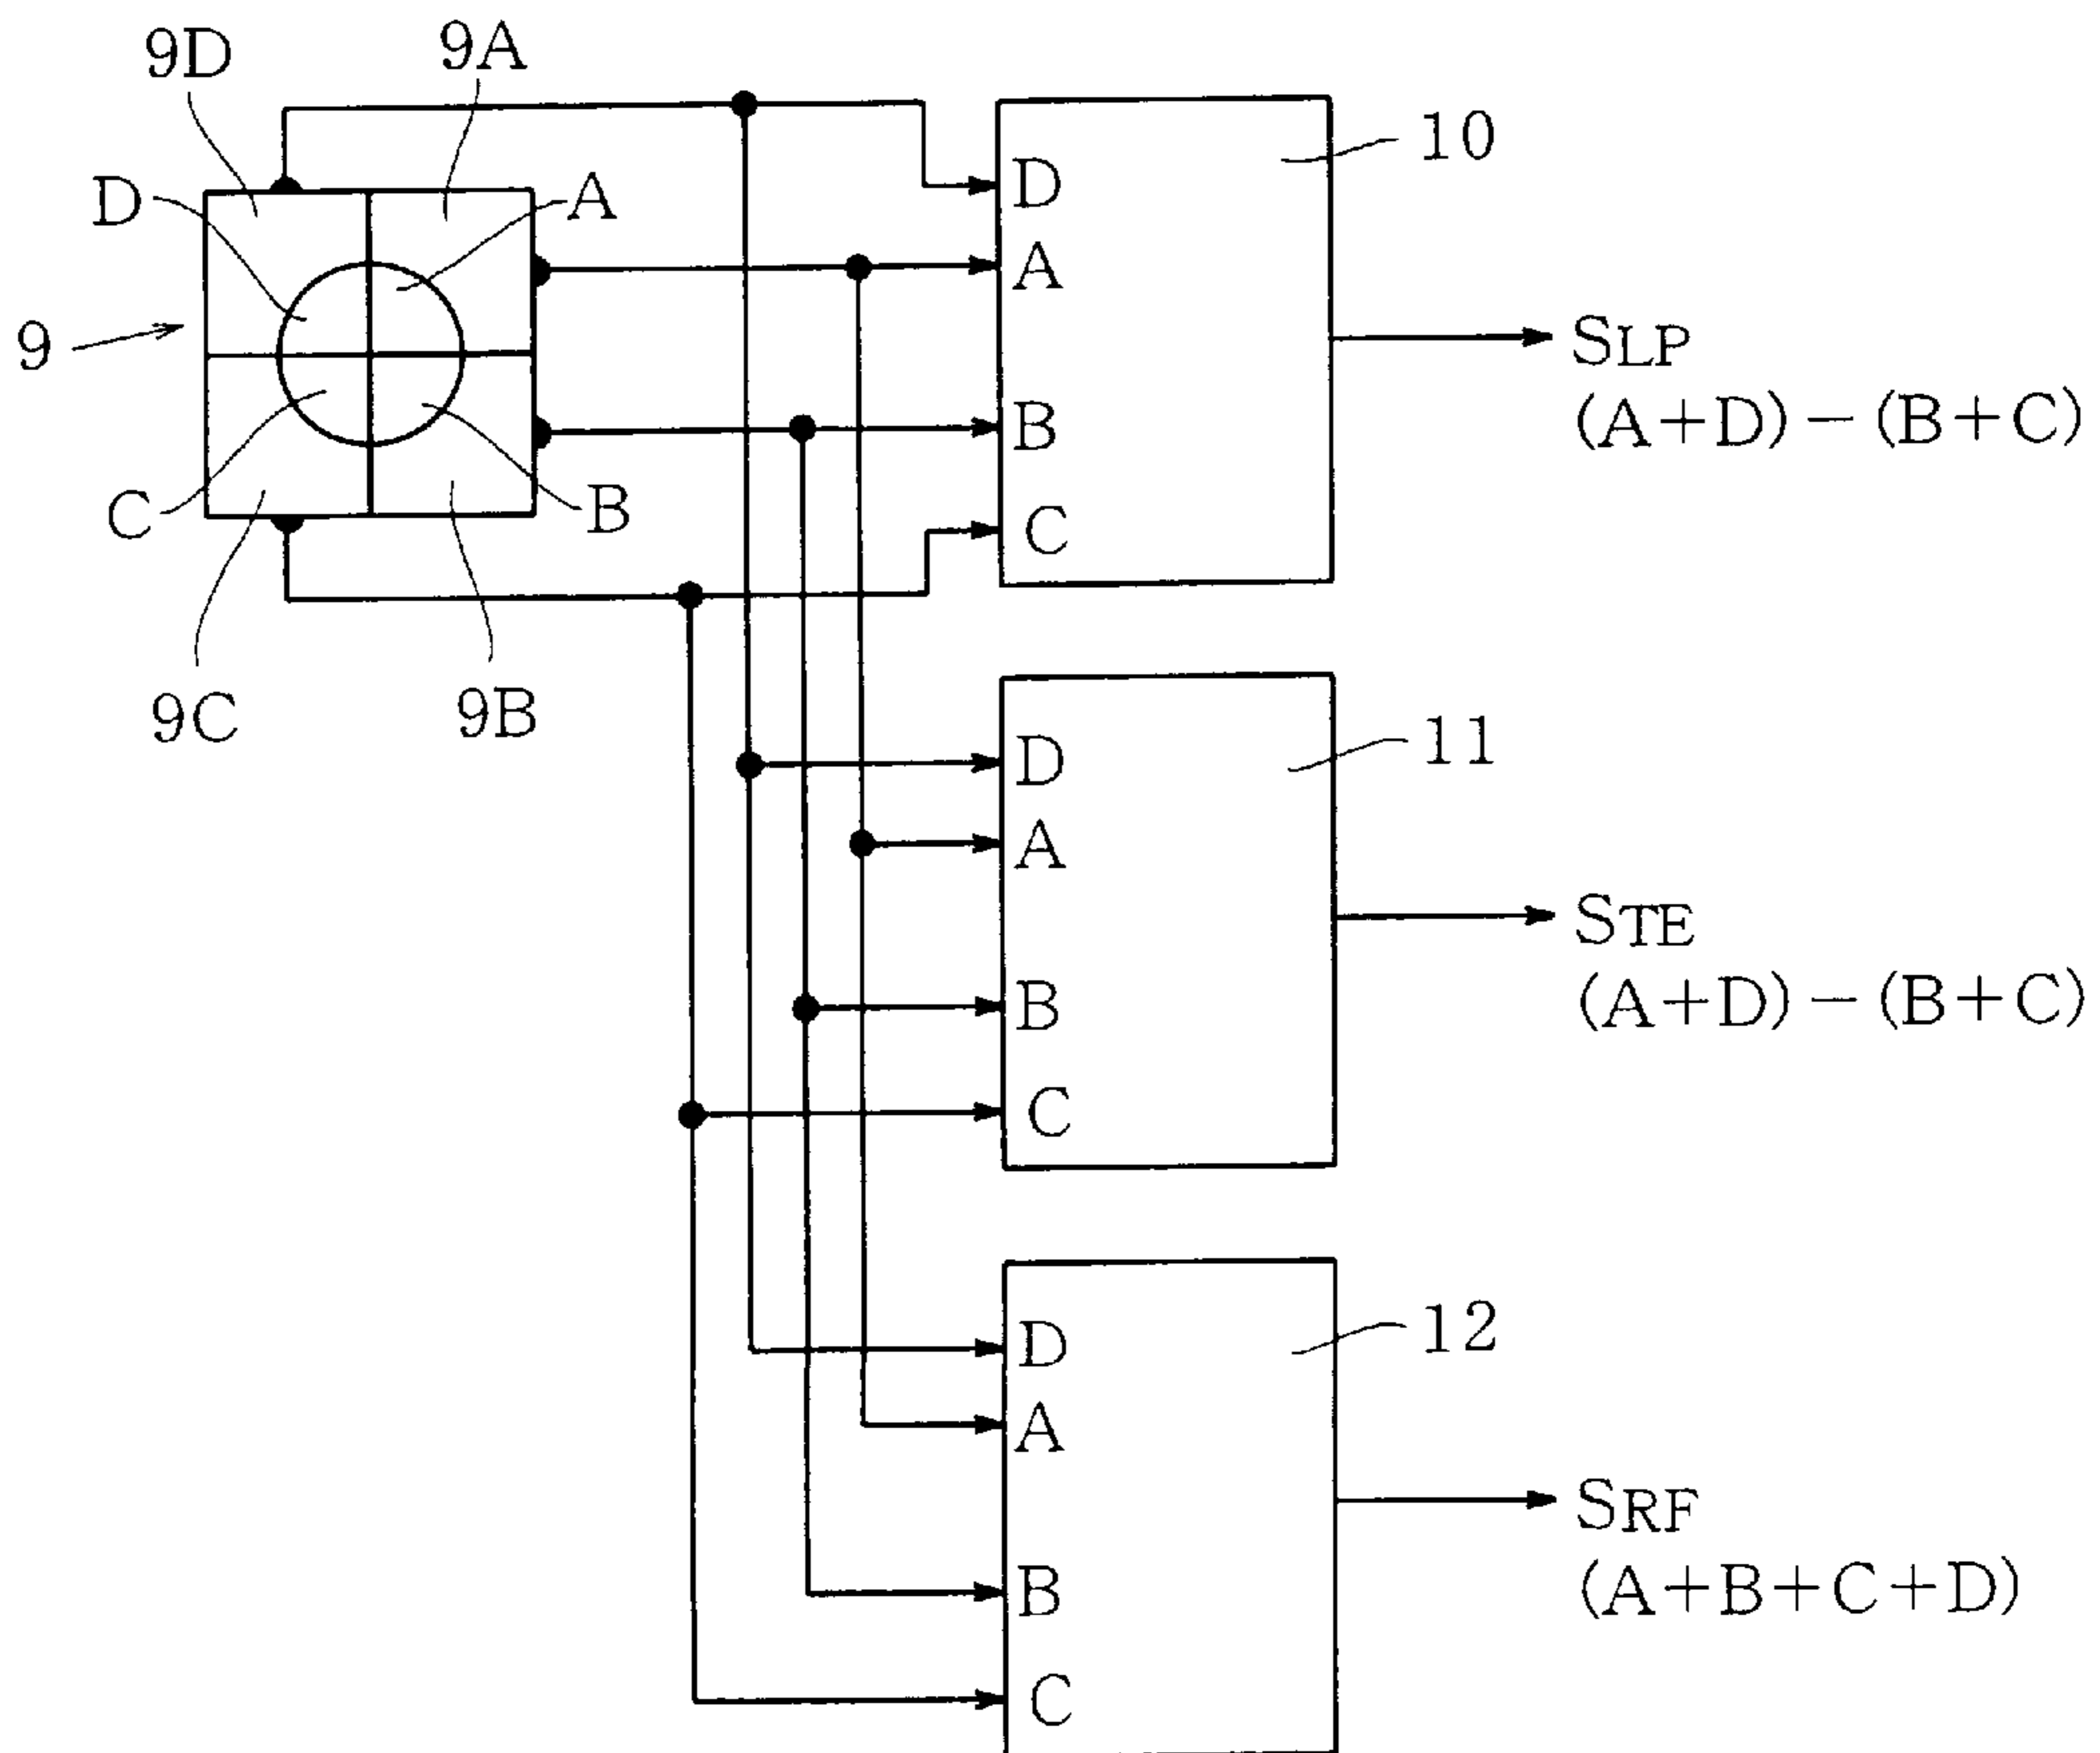 9D 9A
D A
9
C B
9C 9B
D
A
B
C
10
SLP
(A+D)-(B+C)
D
A
B
C
11
STE
(A+D)-(B+C)
D
A
B
C
12
SRF
(A+B+C+D)